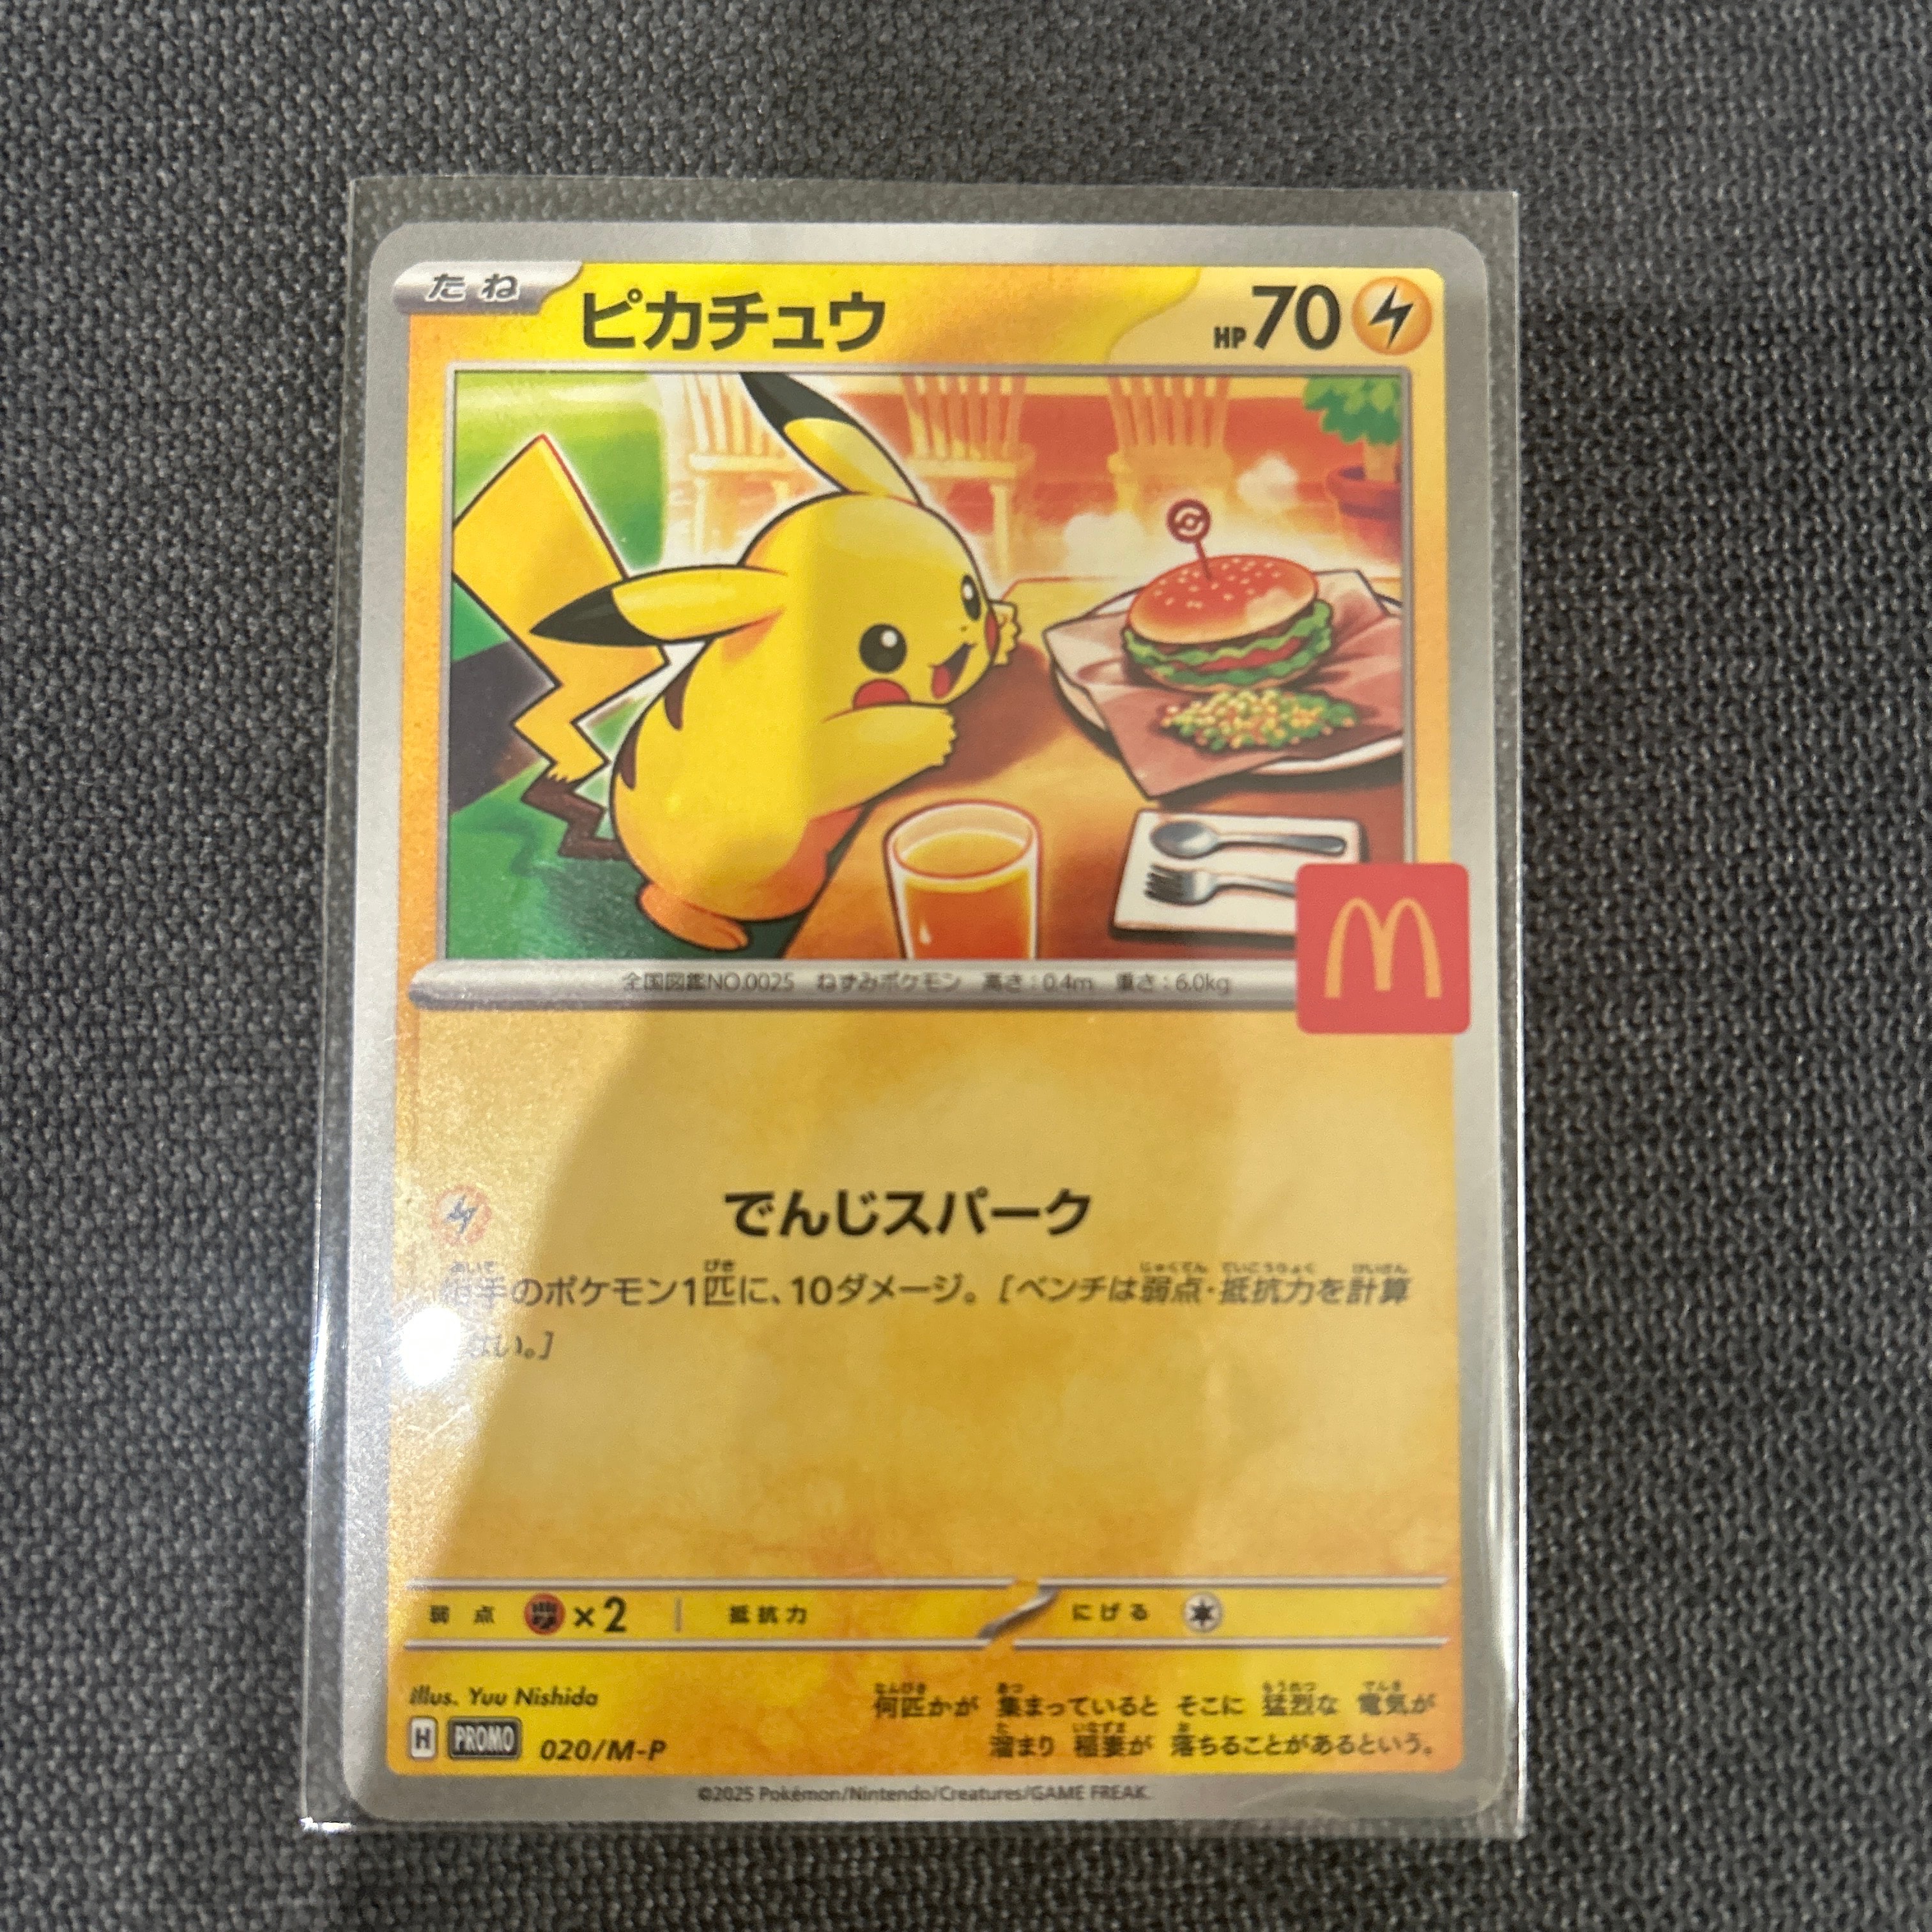 たね
ピカチュウ
HP70
全国図鑑NO.0025 ねずみポケモン 高さ：0.4m 重さ：6.0kg
M
でんじスパーク
相手のポケモン1匹に、10ダメージ。［ベンチは弱点・抵抗力を計算
ない。］
弱点 ×2 抵抗力 にげる
illus. Yuu Nishida
何匹かが 集まっていると そこに 猛烈な 電気が
溜まり 稲妻が 落ちることがあるという。
H PROMO 020/M-P
©2025 Pokémon/Nintendo/Creatures/GAME FREAK.